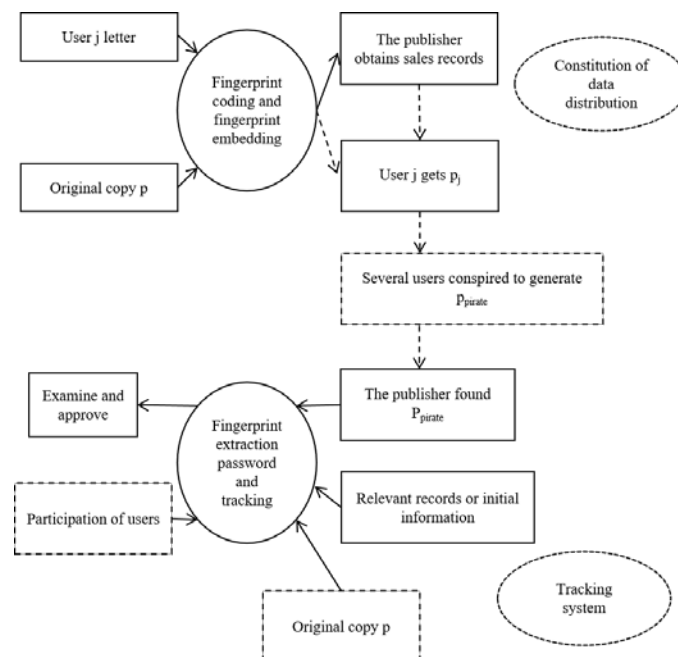 User j letter
The publisher
obtains sales records
Fingerprint
coding and
fingerprint
embedding
Constitution of
data
distribution
Original copy p
User j gets pj
Several users conspired to generate
ppirate
Examine and
approve
The publisher found
Ppirate
Fingerprint
extraction
password
and
tracking
Participation of users
Relevant records or initial
information
Original copy p
Tracking
system